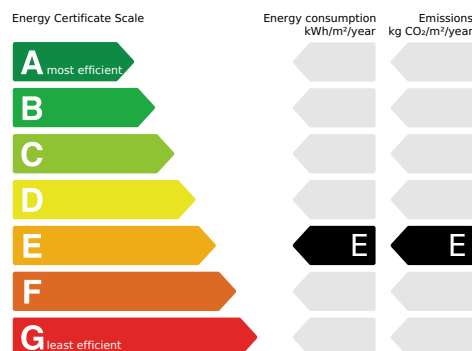 Energy Certificate Scale
Energy consumption
kWh/m²/year
Emissions
kg CO₂/m²/year
A most efficient
B
C
D
E E E
F
G least efficient